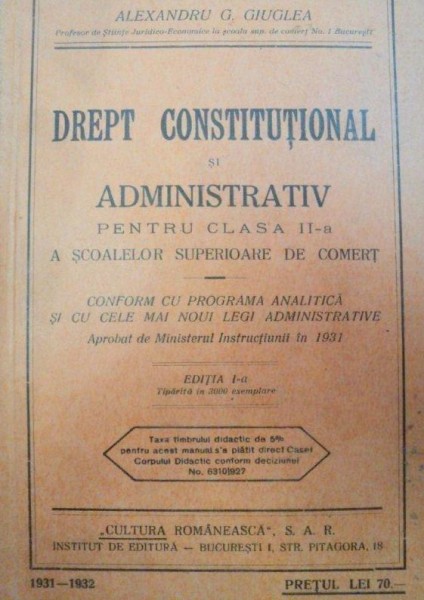 ALEXANDRU G. GIUGLEA
Profesor de Științe Juridico-Economice la școala sup. de comerț No. 1 București
DREPT CONSTITUȚIONAL
ȘI
ADMINISTRATIV
PENTRU CLASA II-a
A ȘCOALELOR SUPERIOARE DE COMERȚ
CONFORM CU PROGRAMA ANALITICĂ
ȘI CU CELE MAI NOUI LEGI ADMINISTRATIVE
Aprobat de Ministerul Instrucțiunii în 1931
EDIȚIA I-a
Tipărită în 3000 exemplare
Taxa timbrului didactic de 5%
pentru acest manual s'a plătit direct Casei
Corpului Didactic conform deciziunei
No. 6310|927
„CULTURA ROMÂNEASCĂ“, S. A. R.
INSTITUT DE EDITURĂ — BUCUREȘTI I, STR. PITAGORA, 18
1931—1932
PREȚUL LEI 70.—